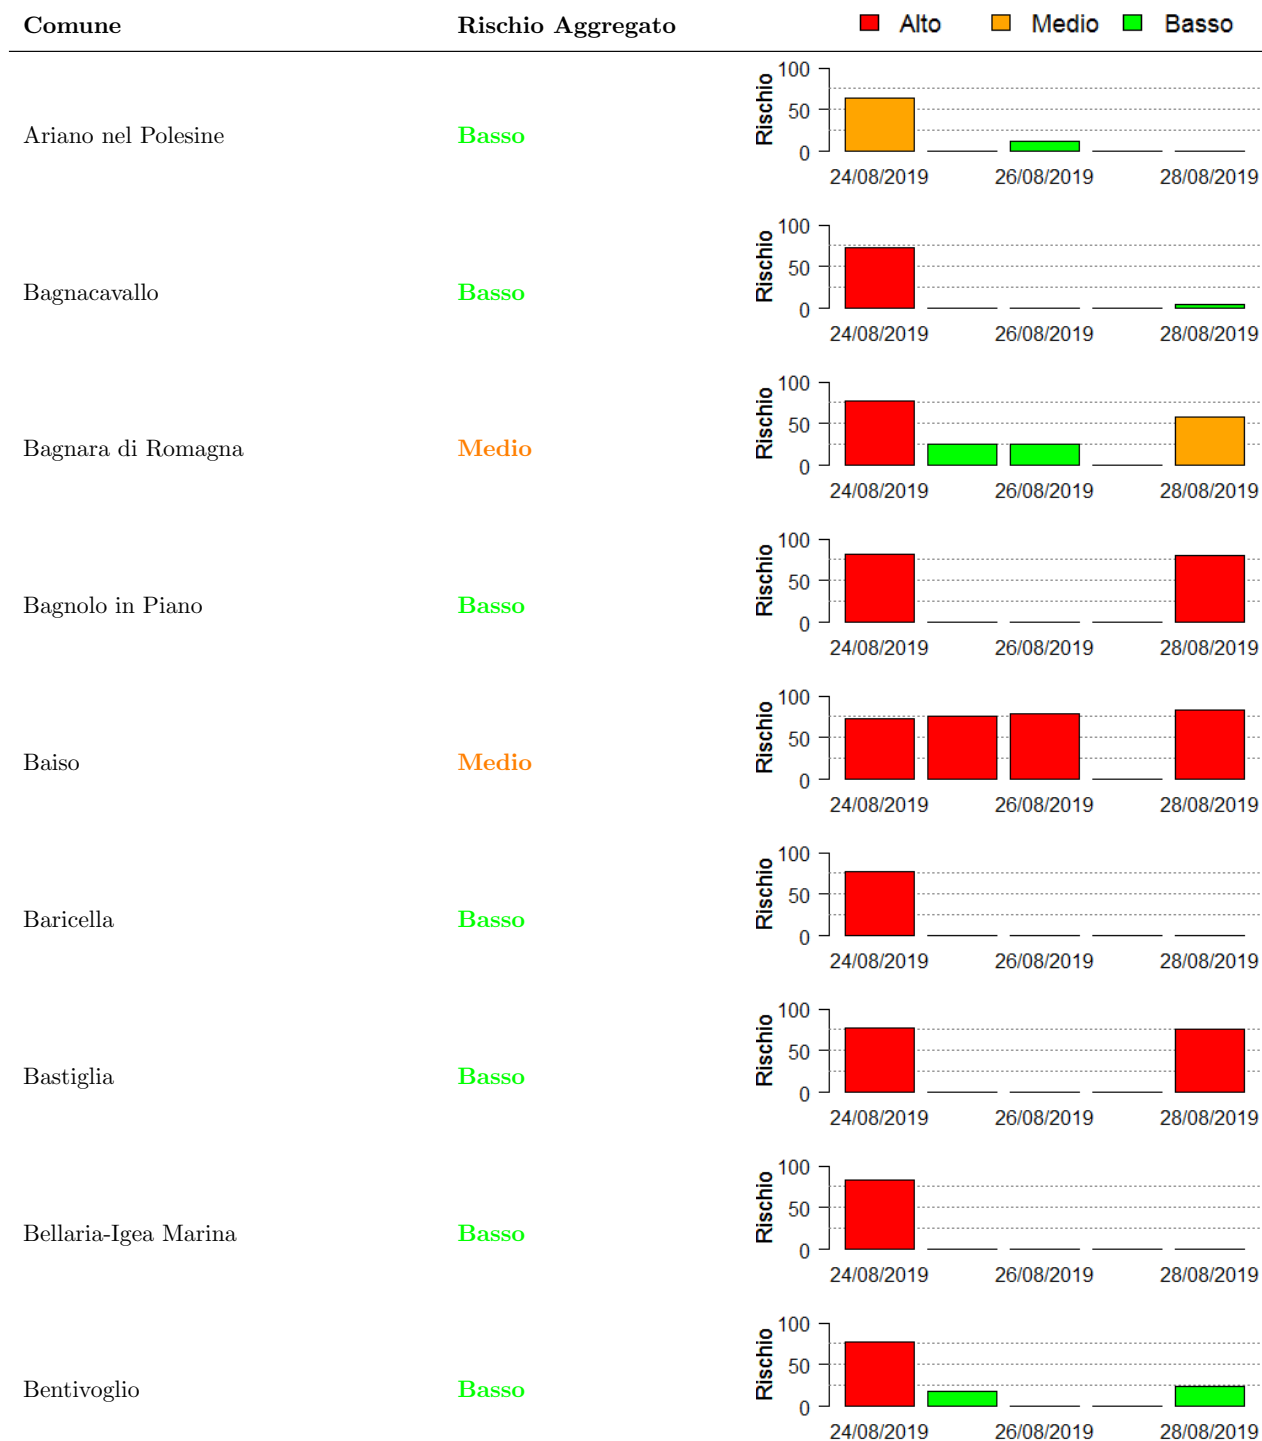 Comune Rischio Aggregato Alto Medio Basso
Ariano nel Polesine Basso
Rischio
100
50
0
24/08/2019 26/08/2019 28/08/2019
Bagnacavallo Basso
Rischio
100
50
0
24/08/2019 26/08/2019 28/08/2019
Bagnara di Romagna Medio
Rischio
100
50
0
24/08/2019 26/08/2019 28/08/2019
Bagnolo in Piano Basso
Rischio
100
50
0
24/08/2019 26/08/2019 28/08/2019
Baiso Medio
Rischio
100
50
0
24/08/2019 26/08/2019 28/08/2019
Baricella Basso
Rischio
100
50
0
24/08/2019 26/08/2019 28/08/2019
Bastiglia Basso
Rischio
100
50
0
24/08/2019 26/08/2019 28/08/2019
Bellaria-Igea Marina Basso
Rischio
100
50
0
24/08/2019 26/08/2019 28/08/2019
Bentivoglio Basso
Rischio
100
50
0
24/08/2019 26/08/2019 28/08/2019